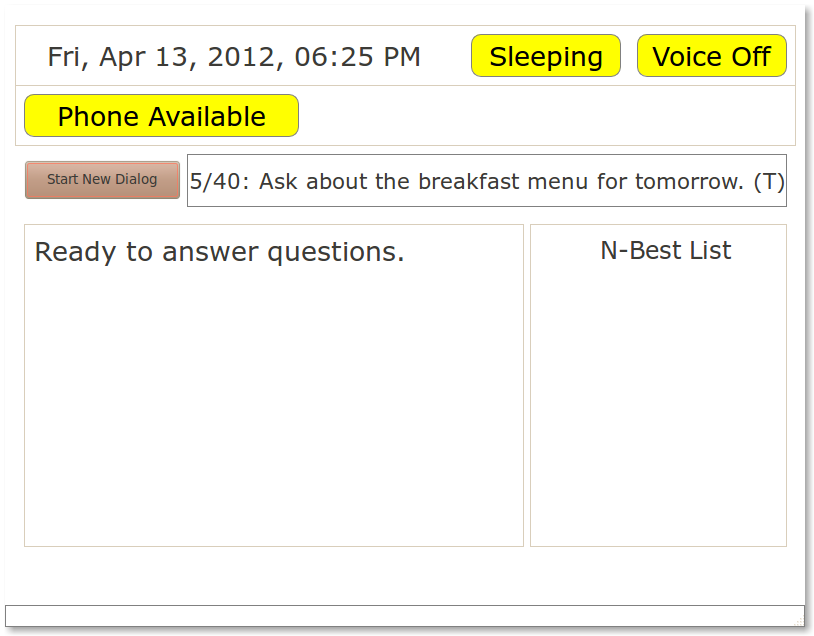 Fri, Apr 13, 2012, 06:25 PM Sleeping Voice Off
Phone Available
Start New Dialog 5/40: Ask about the breakfast menu for tomorrow. (T)
Ready to answer questions. N-Best List